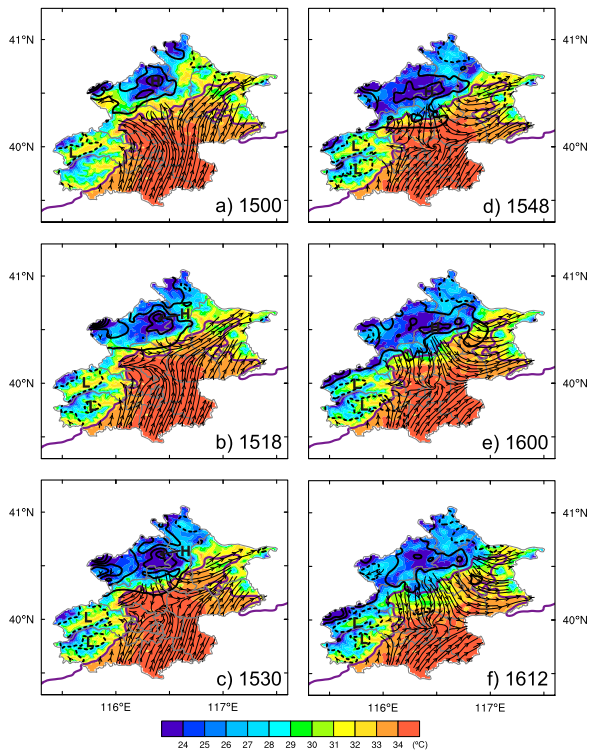 41°N
40°N
a) 1500
H
L
L
d) 1548
L
L
41°N
40°N
41°N
40°N
b) 1518
H
L
L
e) 1600
L
L
41°N
40°N
41°N
40°N
c) 1530
H
L
L
f) 1612
L
L
41°N
40°N
116°E
117°E
116°E
117°E
24 25 26 27 28 29 30 31 32 33 34 (°C)